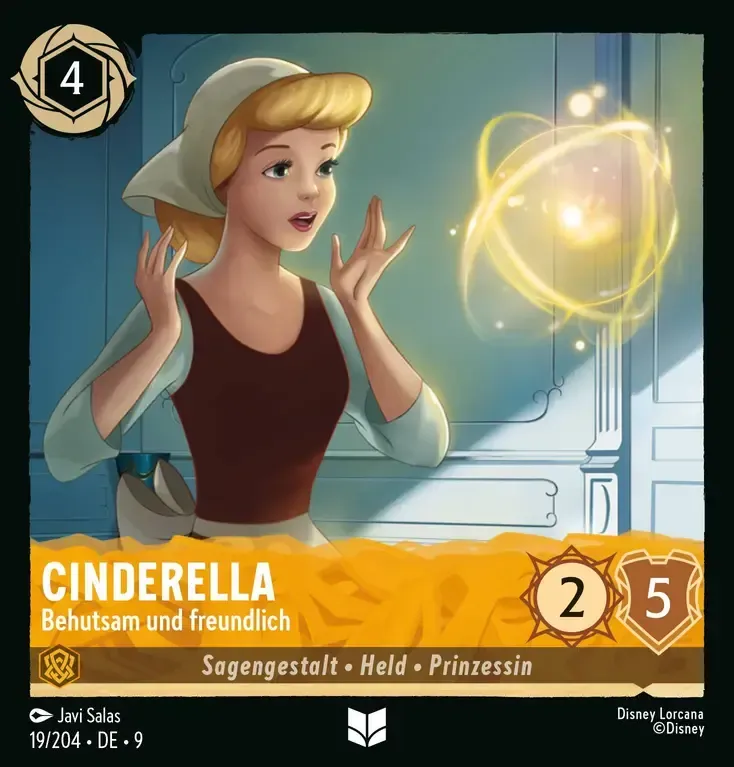 4
CINDERELLA
Behutsam und freundlich
2
5
Sagengestalt • Held • Prinzessin
Javi Salas
19/204 • DE • 9
Disney Lorcana
©Disney